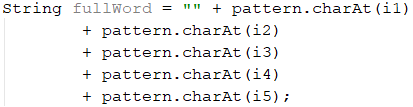 String fullWord = "" + pattern.charAt(i1)
+ pattern.charAt(i2)
+ pattern.charAt(i3)
+ pattern.charAt(i4)
+ pattern.charAt(i5);